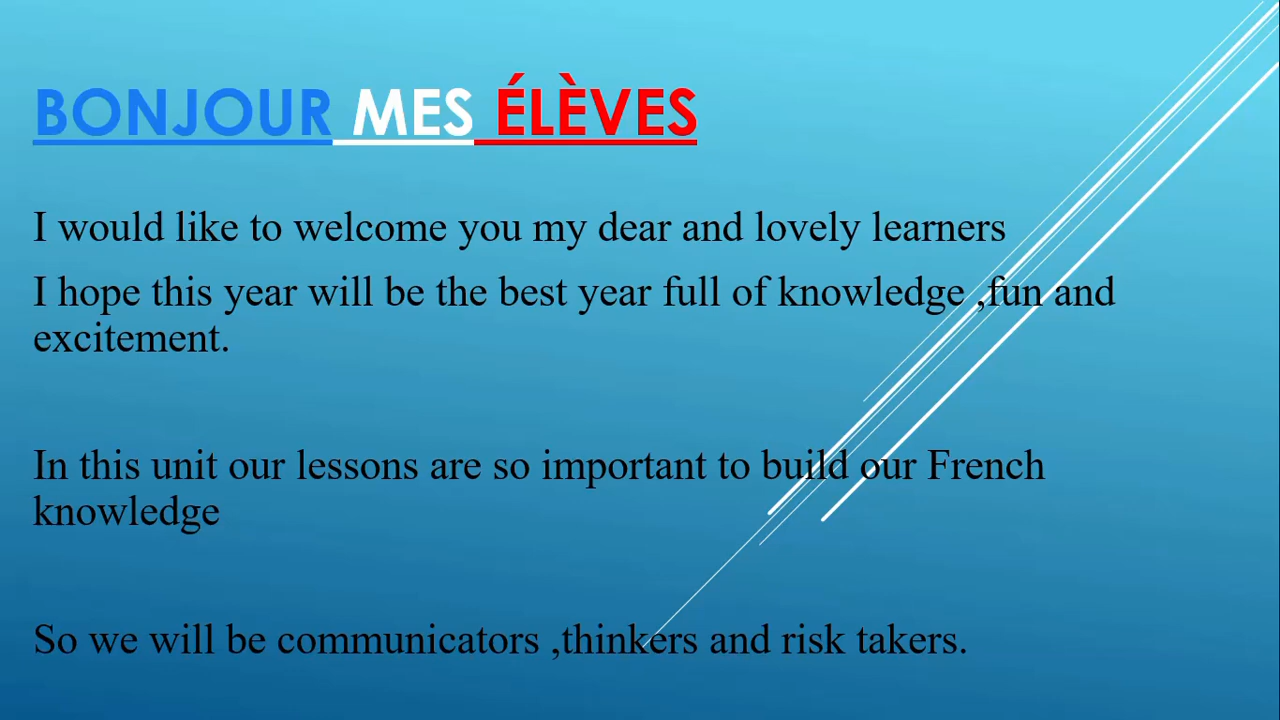 BONJOUR MES ÉLÈVES
I would like to welcome you my dear and lovely learners
I hope this year will be the best year full of knowledge ,fun and
excitement.
In this unit our lessons are so important to build our French
knowledge
So we will be communicators ,thinkers and risk takers.